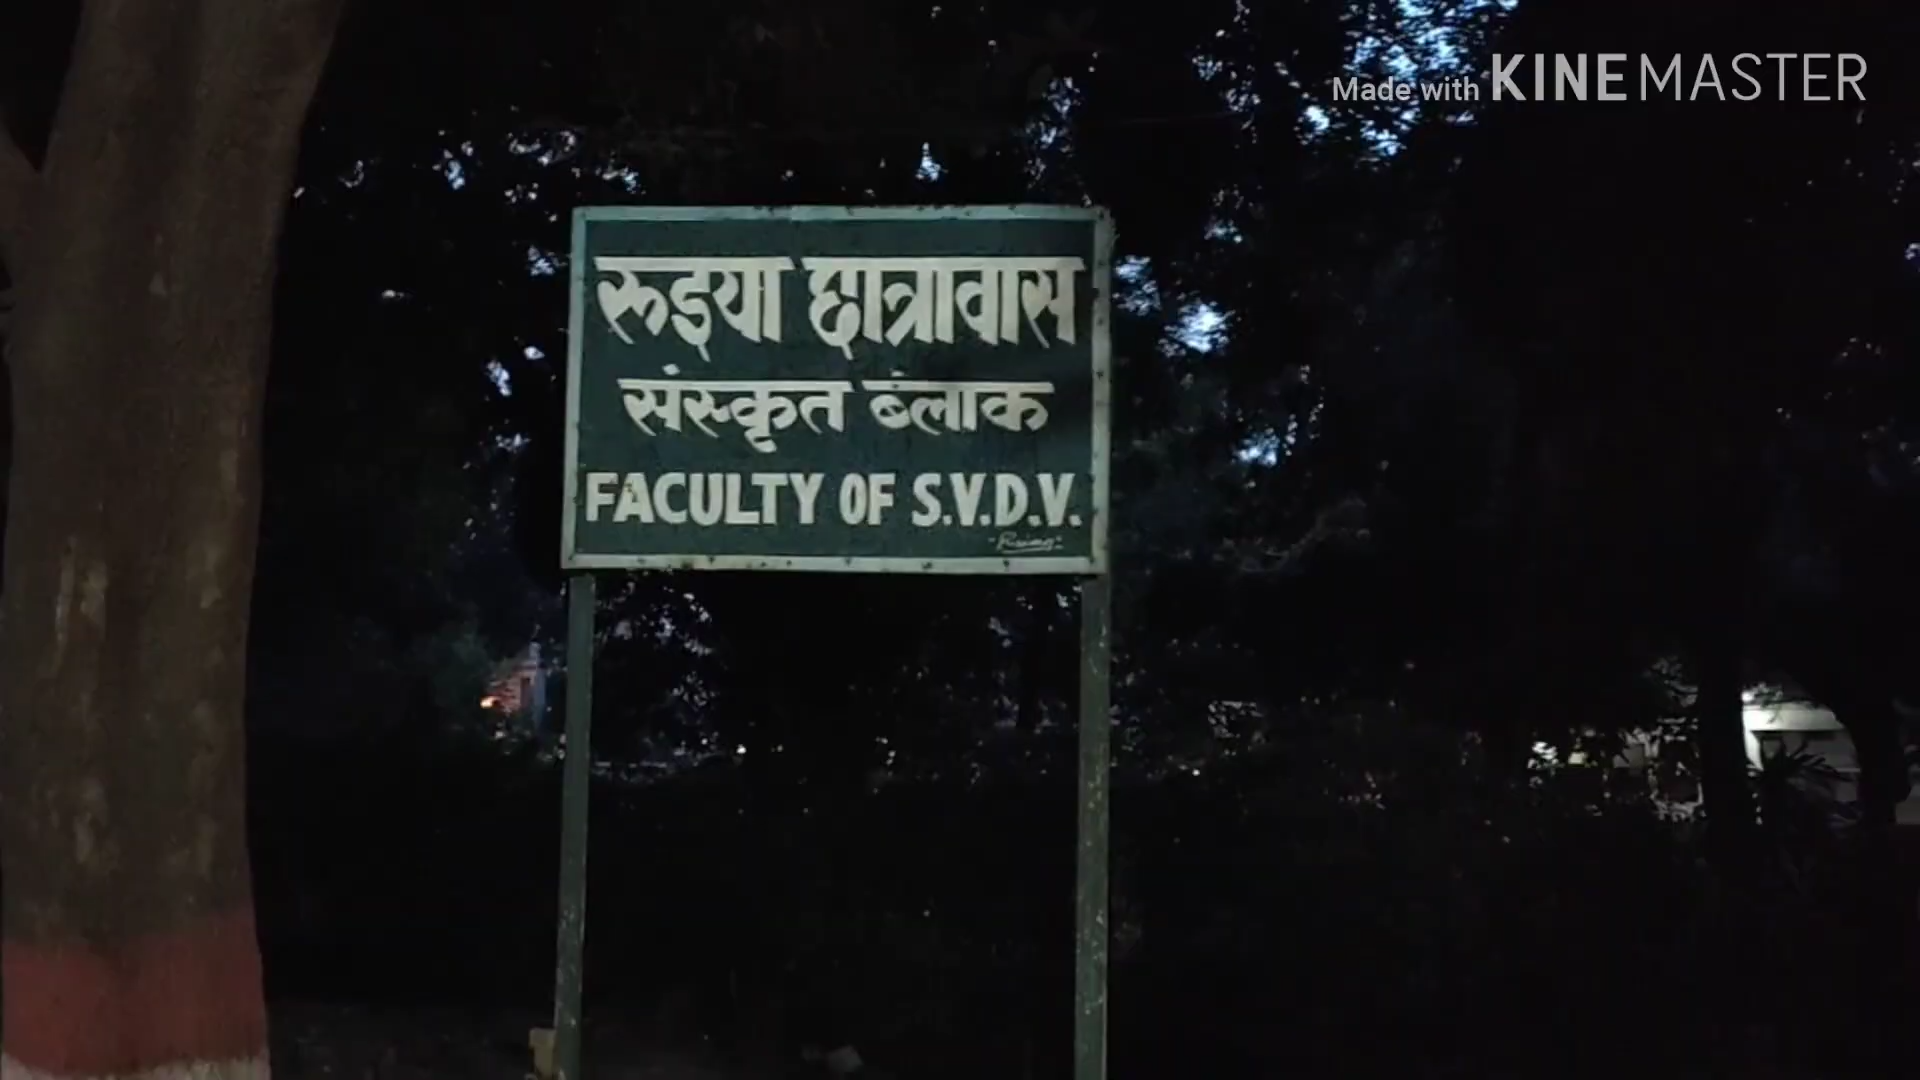 Made with KINEMASTER
रूइया छात्रावास
संस्कृत ब्लाक
FACULTY OF S.V.D.V.